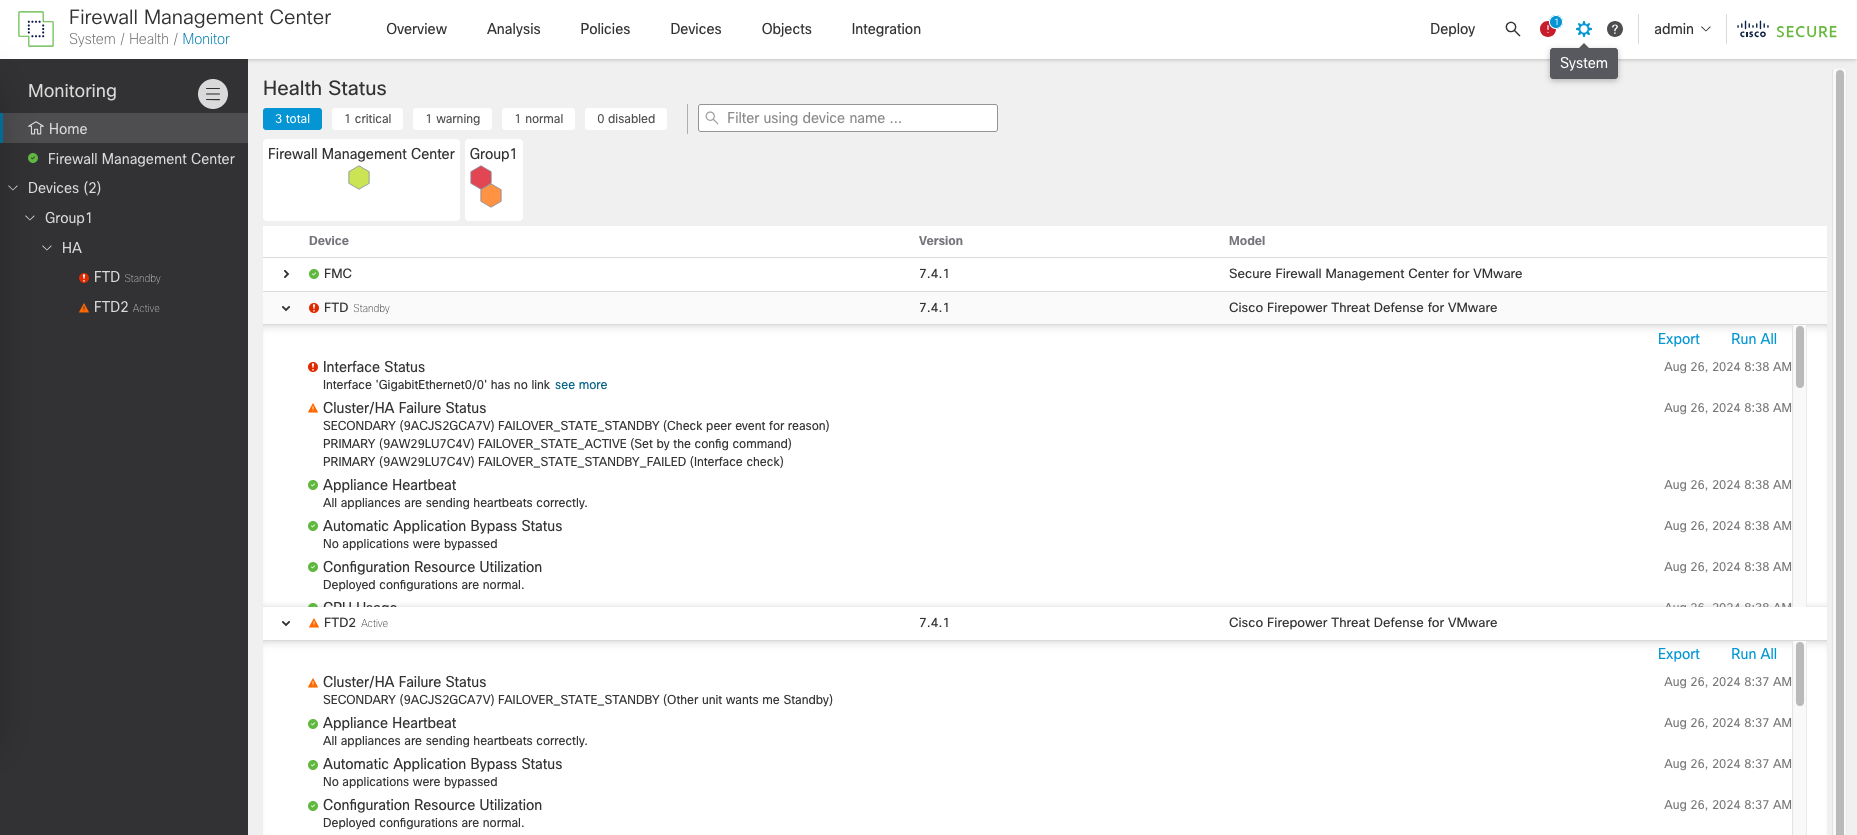 Firewall Management Center
System / Health / Monitor
Overview
Analysis
Policies
Devices
Objects
Integration
Deploy
1
admin
cisco SECURE
System
Monitoring
Home
Firewall Management Center
Devices (2)
Group1
HA
FTD Standby
FTD2 Active
Health Status
3 total
1 critical
1 warning
1 normal
0 disabled
Filter using device name ...
Firewall Management Center
Group1
Device Version Model
FMC 7.4.1 Secure Firewall Management Center for VMware
FTD Standby 7.4.1 Cisco Firepower Threat Defense for VMware
Export Run All
Interface Status Aug 26, 2024 8:38 AM
Interface 'GigabitEthernet0/0' has no link see more
Cluster/HA Failure Status Aug 26, 2024 8:38 AM
SECONDARY (9ACJS2GCA7V) FAILOVER_STATE_STANDBY (Check peer event for reason)
PRIMARY (9AW29LU7C4V) FAILOVER_STATE_ACTIVE (Set by the config command)
PRIMARY (9AW29LU7C4V) FAILOVER_STATE_STANDBY_FAILED (Interface check)
Appliance Heartbeat Aug 26, 2024 8:38 AM
All appliances are sending heartbeats correctly.
Automatic Application Bypass Status Aug 26, 2024 8:38 AM
No applications were bypassed
Configuration Resource Utilization Aug 26, 2024 8:38 AM
Deployed configurations are normal.
CPU Usage Aug 26, 2024 8:38 AM
FTD2 Active 7.4.1 Cisco Firepower Threat Defense for VMware
Export Run All
Cluster/HA Failure Status Aug 26, 2024 8:37 AM
SECONDARY (9ACJS2GCA7V) FAILOVER_STATE_STANDBY (Other unit wants me Standby)
Appliance Heartbeat Aug 26, 2024 8:37 AM
All appliances are sending heartbeats correctly.
Automatic Application Bypass Status Aug 26, 2024 8:37 AM
No applications were bypassed
Configuration Resource Utilization Aug 26, 2024 8:37 AM
Deployed configurations are normal.